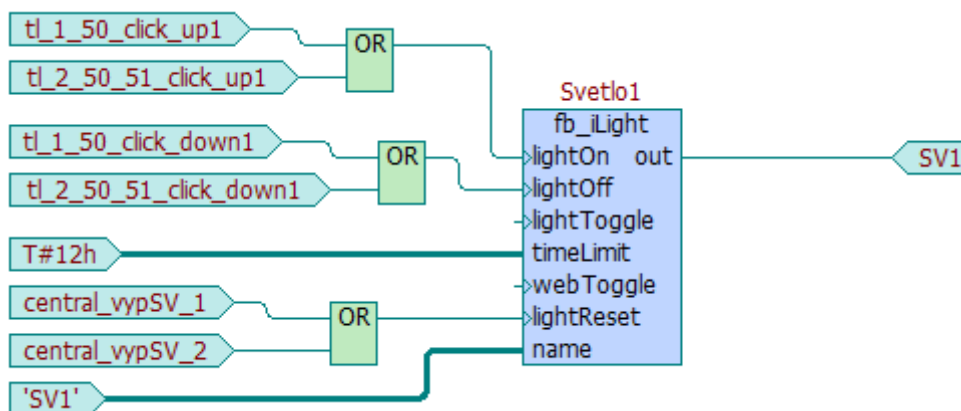 tl_1_50_click_up1
OR
tl_2_50_51_click_up1
Svetlo1
fb_iLight
tl_1_50_click_down1
OR
lightOn out
SV1
tl_2_50_51_click_down1
lightOff
lightToggle
T#12h
timeLimit
webToggle
central_vypSV_1
OR
lightReset
central_vypSV_2
name
'SV1'